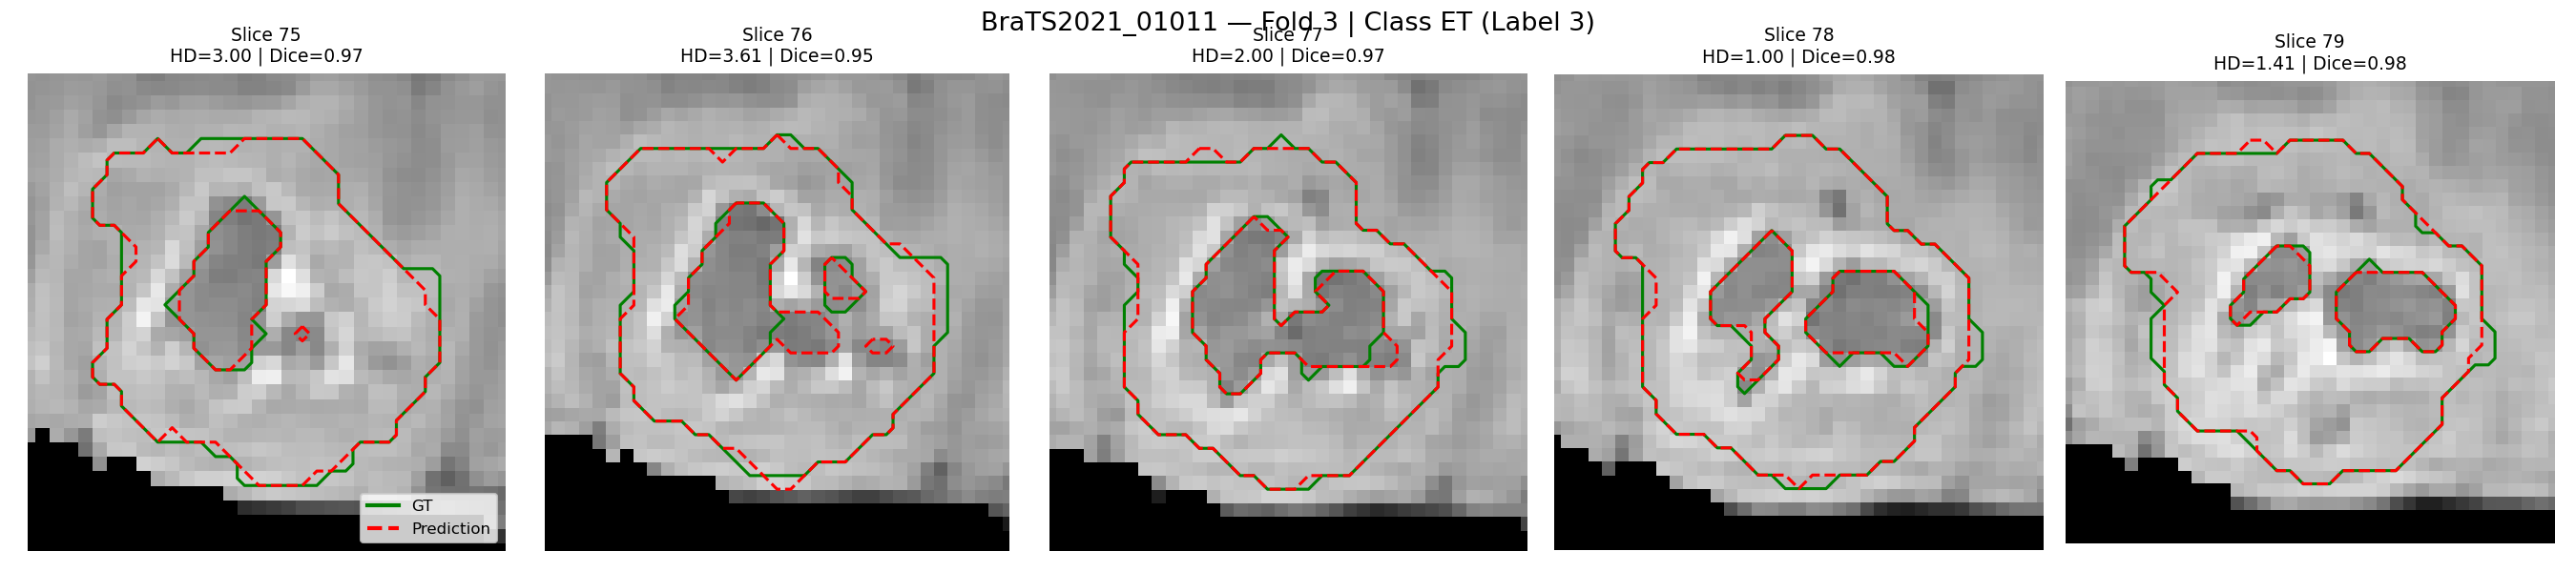 BraTS2021_01011 — Fold 3 | Class ET (Label 3)
Slice 75
HD=3.00 | Dice=0.97
Slice 76
HD=3.61 | Dice=0.95
Slice 77
HD=2.00 | Dice=0.97
Slice 78
HD=1.00 | Dice=0.98
Slice 79
HD=1.41 | Dice=0.98
GT
Prediction